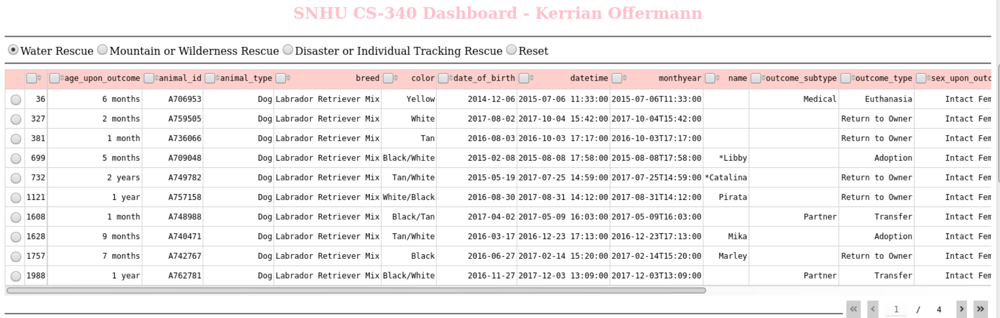 SNHU CS-340 Dashboard - Kerrian Offermann
Water Rescue Mountain or Wilderness Rescue Disaster or Individual Tracking Rescue Reset
age_upon_outcome animal_id animal_type breed color date_of_birth datetime monthyear name outcome_subtype outcome_type sex_upon_outc
36 6 months A706953 Dog Labrador Retriever Mix Yellow 2014-12-06 2015-07-06 11:33:00 2015-07-06T11:33:00 Medical Euthanasia Intact Fem
327 2 months A759505 Dog Labrador Retriever Mix White 2017-08-02 2017-10-04 15:42:00 2017-10-04T15:42:00 Return to Owner Intact Fem
381 1 month A736066 Dog Labrador Retriever Mix Tan 2016-08-03 2016-10-03 17:17:00 2016-10-03T17:17:00 Return to Owner Intact Fem
699 5 months A709048 Dog Labrador Retriever Mix Black/White 2015-02-08 2015-08-08 17:58:00 2015-08-08T17:58:00 *Libby Adoption Intact Fem
732 2 years A749782 Dog Labrador Retriever Mix Tan/White 2015-05-19 2017-07-25 14:59:00 2017-07-25T14:59:00 *Catalina Return to Owner Intact Fem
1121 1 year A757158 Dog Labrador Retriever Mix White/Black 2016-08-30 2017-08-31 14:12:00 2017-08-31T14:12:00 Pirata Return to Owner Intact Fem
1608 1 month A748988 Dog Labrador Retriever Mix Black/Tan 2017-04-02 2017-05-09 16:03:00 2017-05-09T16:03:00 Partner Transfer Intact Fem
1628 9 months A740471 Dog Labrador Retriever Mix Tan/White 2016-03-17 2016-12-23 17:13:00 2016-12-23T17:13:00 Mika Adoption Intact Fem
1757 7 months A742767 Dog Labrador Retriever Mix Black 2016-06-27 2017-02-14 15:20:00 2017-02-14T15:20:00 Marley Return to Owner Intact Fem
1988 1 year A762781 Dog Labrador Retriever Mix Black/White 2016-11-27 2017-12-03 13:09:00 2017-12-03T13:09:00 Partner Transfer Intact Fem
« ‹ 1 / 4 › »